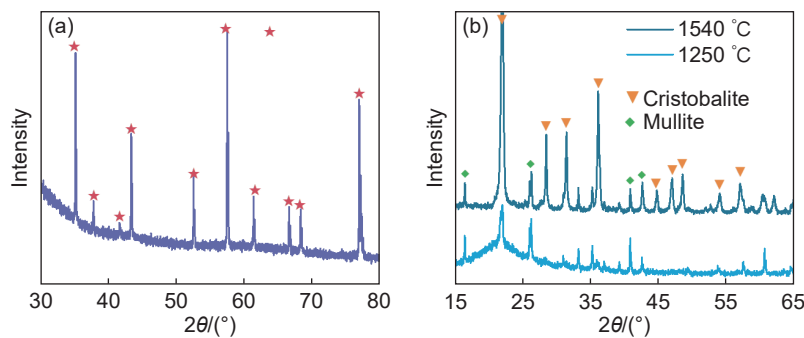 (a)
Intensity
30 40 50 60 70 80
2θ/(°)
(b)
1540 °C
1250 °C
Cristobalite
Mullite
Intensity
15 25 35 45 55 65
2θ/(°)